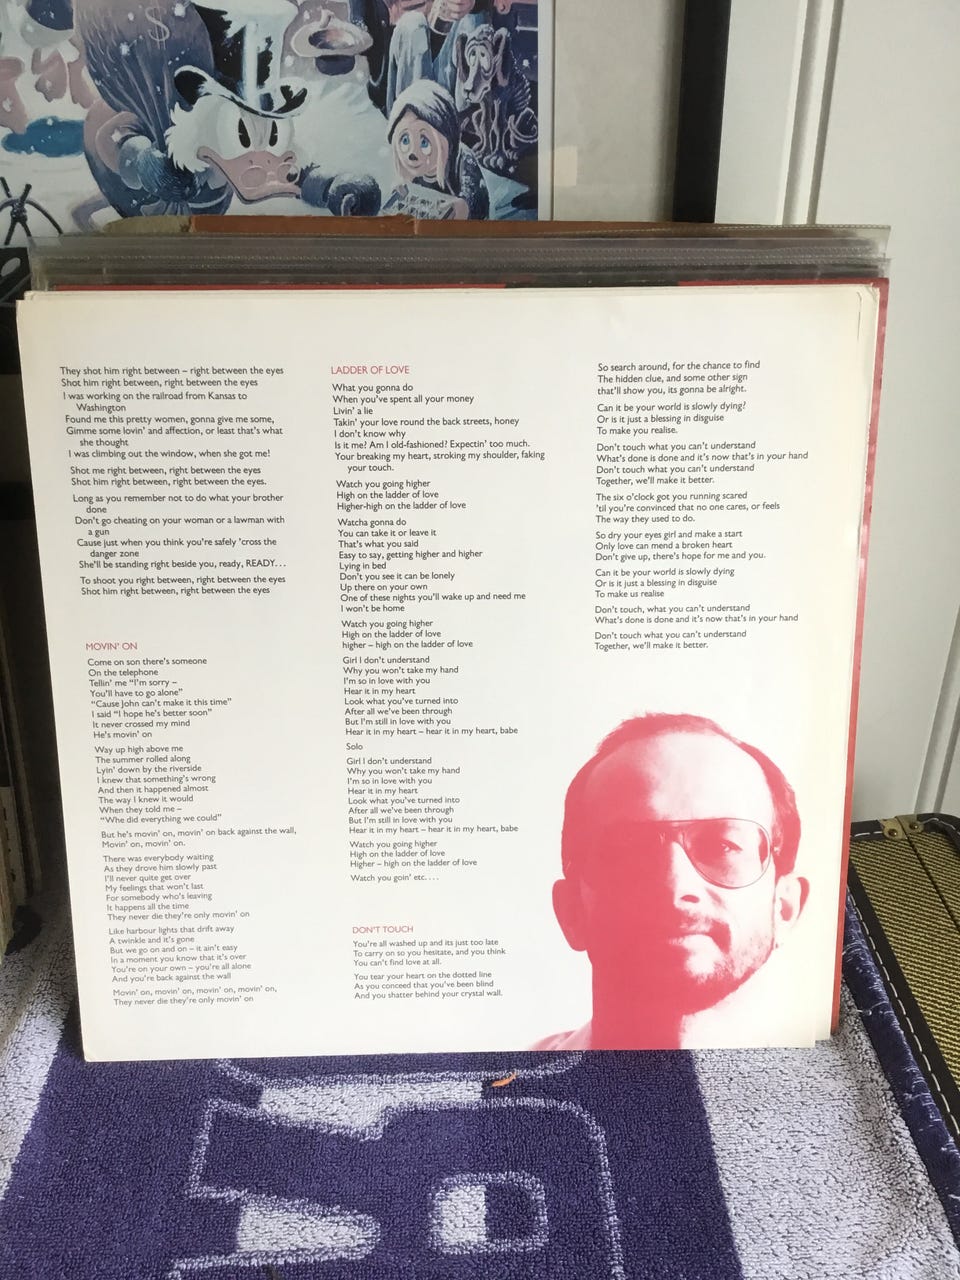 They shot him right between – right between the eyes
Shot him right between, right between the eyes
I was working on the railroad from Kansas to
Washington
Found me this pretty women, gonna give me some,
Gimme some lovin' and affection, or least that's what
she thought
I was climbing out the window, when she got me!
Shot me right between, right between the eyes
Shot him right between, right between the eyes.
Long as you remember not to do what your brother
done
Don't go cheating on your woman or a lawman with
a gun
Cause just when you think you're safely 'cross the
danger zone
She'll be standing right beside you, ready, READY...
To shoot you right between, right between the eyes
Shot him right between, right between the eyes
MOVIN' ON
Come on son there's someone
On the telephone
Tellin' me "I'm sorry –
You'll have to go alone"
"Cause John can't make it this time"
I said "I hope he's better soon"
It never crossed my mind
He's movin' on
Way up high above me
The summer rolled along
Lyin' down by the riverside
I knew that something's wrong
And then it happened almost
The way I knew it would
When they told me –
"Whe did everything we could"
But he's movin' on, movin' on back against the wall,
Movin' on, movin' on.
There was everybody waiting
As they drove him slowly past
I'll never quite get over
My feelings that won't last
For somebody who's leaving
It happens all the time
They never die they're only movin' on
Like harbour lights that drift away
A twinkle and it's gone
But we go on and on – it ain't easy
In a moment you know that it's over
You're on your own – you're all alone
And you're back against the wall
Movin' on, movin' on, movin' on, movin' on,
They never die they're only movin' on
LADDER OF LOVE
What you gonna do
When you've spent all your money
Livin' a lie
Takin' your love round the back streets, honey
I don't know why
Is it me? Am I old-fashioned? Expectin' too much.
Your breaking my heart, stroking my shoulder, faking
your touch.
Watch you going higher
High on the ladder of love
Higher-high on the ladder of love
Watcha gonna do
You can take it or leave it
That's what you said
Easy to say, getting higher and higher
Lying in bed
Don't you see it can be lonely
Up there on your own
One of these nights you'll wake up and need me
I won't be home
Watch you going higher
High on the ladder of love
higher – high on the ladder of love
Girl I don't understand
Why you won't take my hand
I'm so in love with you
Hear it in my heart
Look what you've turned into
After all we've been through
But I'm still in love with you
Hear it in my heart – hear it in my heart, babe
Solo
Girl I don't understand
Why you won't take my hand
I'm so in love with you
Hear it in my heart
Look what you've turned into
After all we've been through
But I'm still in love with you
Hear it in my heart – hear it in my heart, babe
Watch you going higher
High on the ladder of love
Higher – high on the ladder of love
Watch you goin' etc....
DON'T TOUCH
You're all washed up and its just too late
To carry on so you hesitate, and you think
You can't find love at all.
You tear your heart on the dotted line
As you conceed that you've been blind
And you shatter behind your crystal wall.
So search around, for the chance to find
The hidden clue, and some other sign
that'll show you, its gonna be alright.
Can it be your world is slowly dying?
Or is it just a blessing in disguise
To make you realise.
Don't touch what you can't understand
What's done is done and it's now that's in your hand
Don't touch what you can't understand
Together, we'll make it better.
The six o'clock got you running scared
'til you're convinced that no one cares, or feels
The way they used to do.
So dry your eyes girl and make a start
Only love can mend a broken heart
Don't give up, there's hope for me and you.
Can it be your world is slowly dying
Or is it just a blessing in disguise
To make us realise
Don't touch, what you can't understand
What's done is done and it's now that's in your hand
Don't touch what you can't understand
Together, we'll make it better.
$